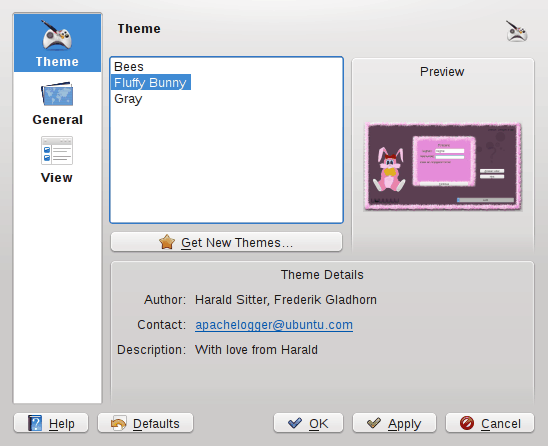 Theme
General
View
Theme
Bees
Fluffy Bunny
Gray
Get New Themes...
Preview
Theme Details
Author: Harald Sitter, Frederik Gladhorn
Contact: apachelogger@ubuntu.com
Description: With love from Harald
Help
Defaults
OK
Apply
Cancel